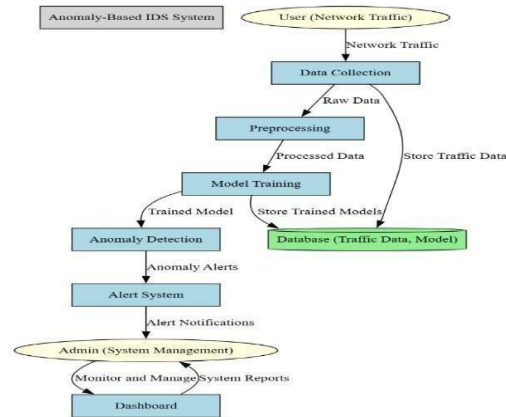 Anomaly-Based IDS System
User (Network Traffic)
Network Traffic
Data Collection
Raw Data
Preprocessing
Store Traffic Data
Processed Data
Model Training
Trained Model
Store Trained Models
Anomaly Detection
Database (Traffic Data, Model)
Anomaly Alerts
Alert System
Alert Notifications
Admin (System Management)
Monitor and Manage
System Reports
Dashboard